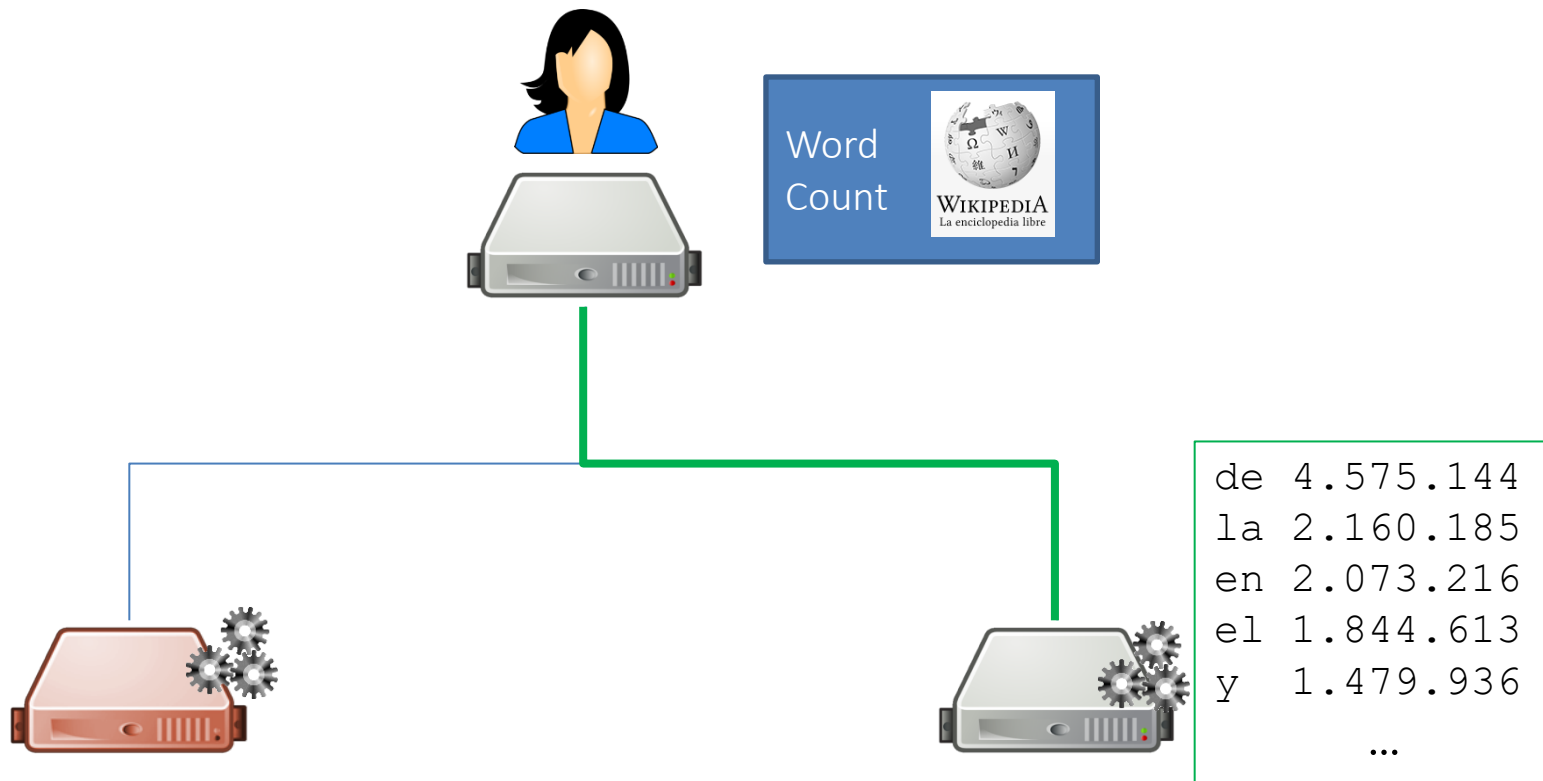 Word
Count
WIKIPEDIA
La enciclopedia libre
de 4.575.144
la 2.160.185
en 2.073.216
el 1.844.613
y 1.479.936
…